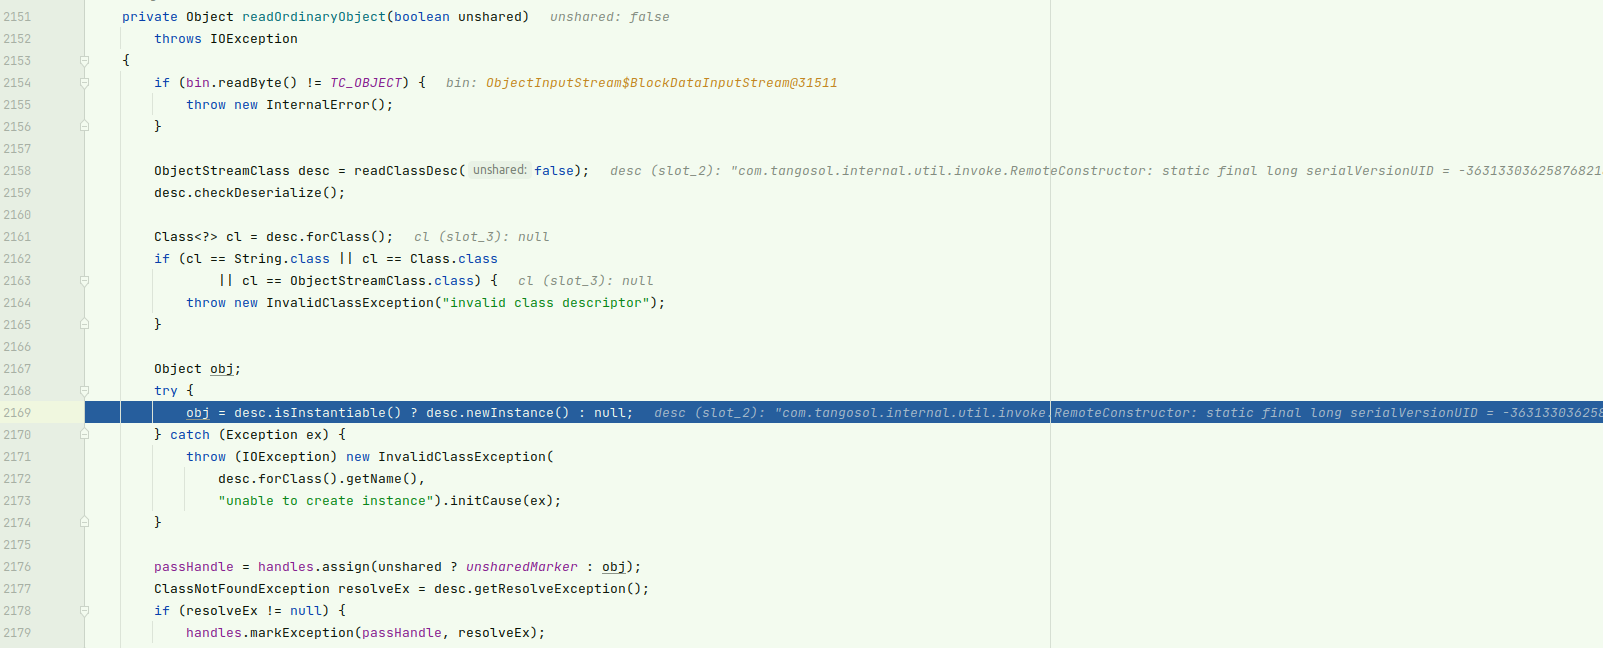 2151 private Object readOrdinaryObject(boolean unshared) unshared: false
2152 throws IOException
2153 {
2154 if (bin.readByte() != TC_OBJECT) { bin: ObjectInputStream$BlockDataInputStream@31511
2155 throw new InternalError();
2156 }
2157
2158 ObjectStreamClass desc = readClassDesc( unshared: false); desc (slot_2): "com.tangosol.internal.util.invoke.RemoteConstructor: static final long serialVersionUID = -36313303625876821
2159 desc.checkDeserialize();
2160
2161 Class<?> cl = desc.forClass(); cl (slot_3): null
2162 if (cl == String.class || cl == Class.class
2163 || cl == ObjectStreamClass.class) { cl (slot_3): null
2164 throw new InvalidClassException("invalid class descriptor");
2165 }
2166
2167 Object obj;
2168 try {
2169 obj = desc.isInstantiable() ? desc.newInstance() : null; desc (slot_2): "com.tangosol.internal.util.invoke.RemoteConstructor: static final long serialVersionUID = -36313303625
2170 } catch (Exception ex) {
2171 throw (IOException) new InvalidClassException(
2172 desc.forClass().getName(),
2173 "unable to create instance").initCause(ex);
2174 }
2175
2176 passHandle = handles.assign(unshared ? unsharedMarker : obj);
2177 ClassNotFoundException resolveEx = desc.getResolveException();
2178 if (resolveEx != null) {
2179 handles.markException(passHandle, resolveEx);